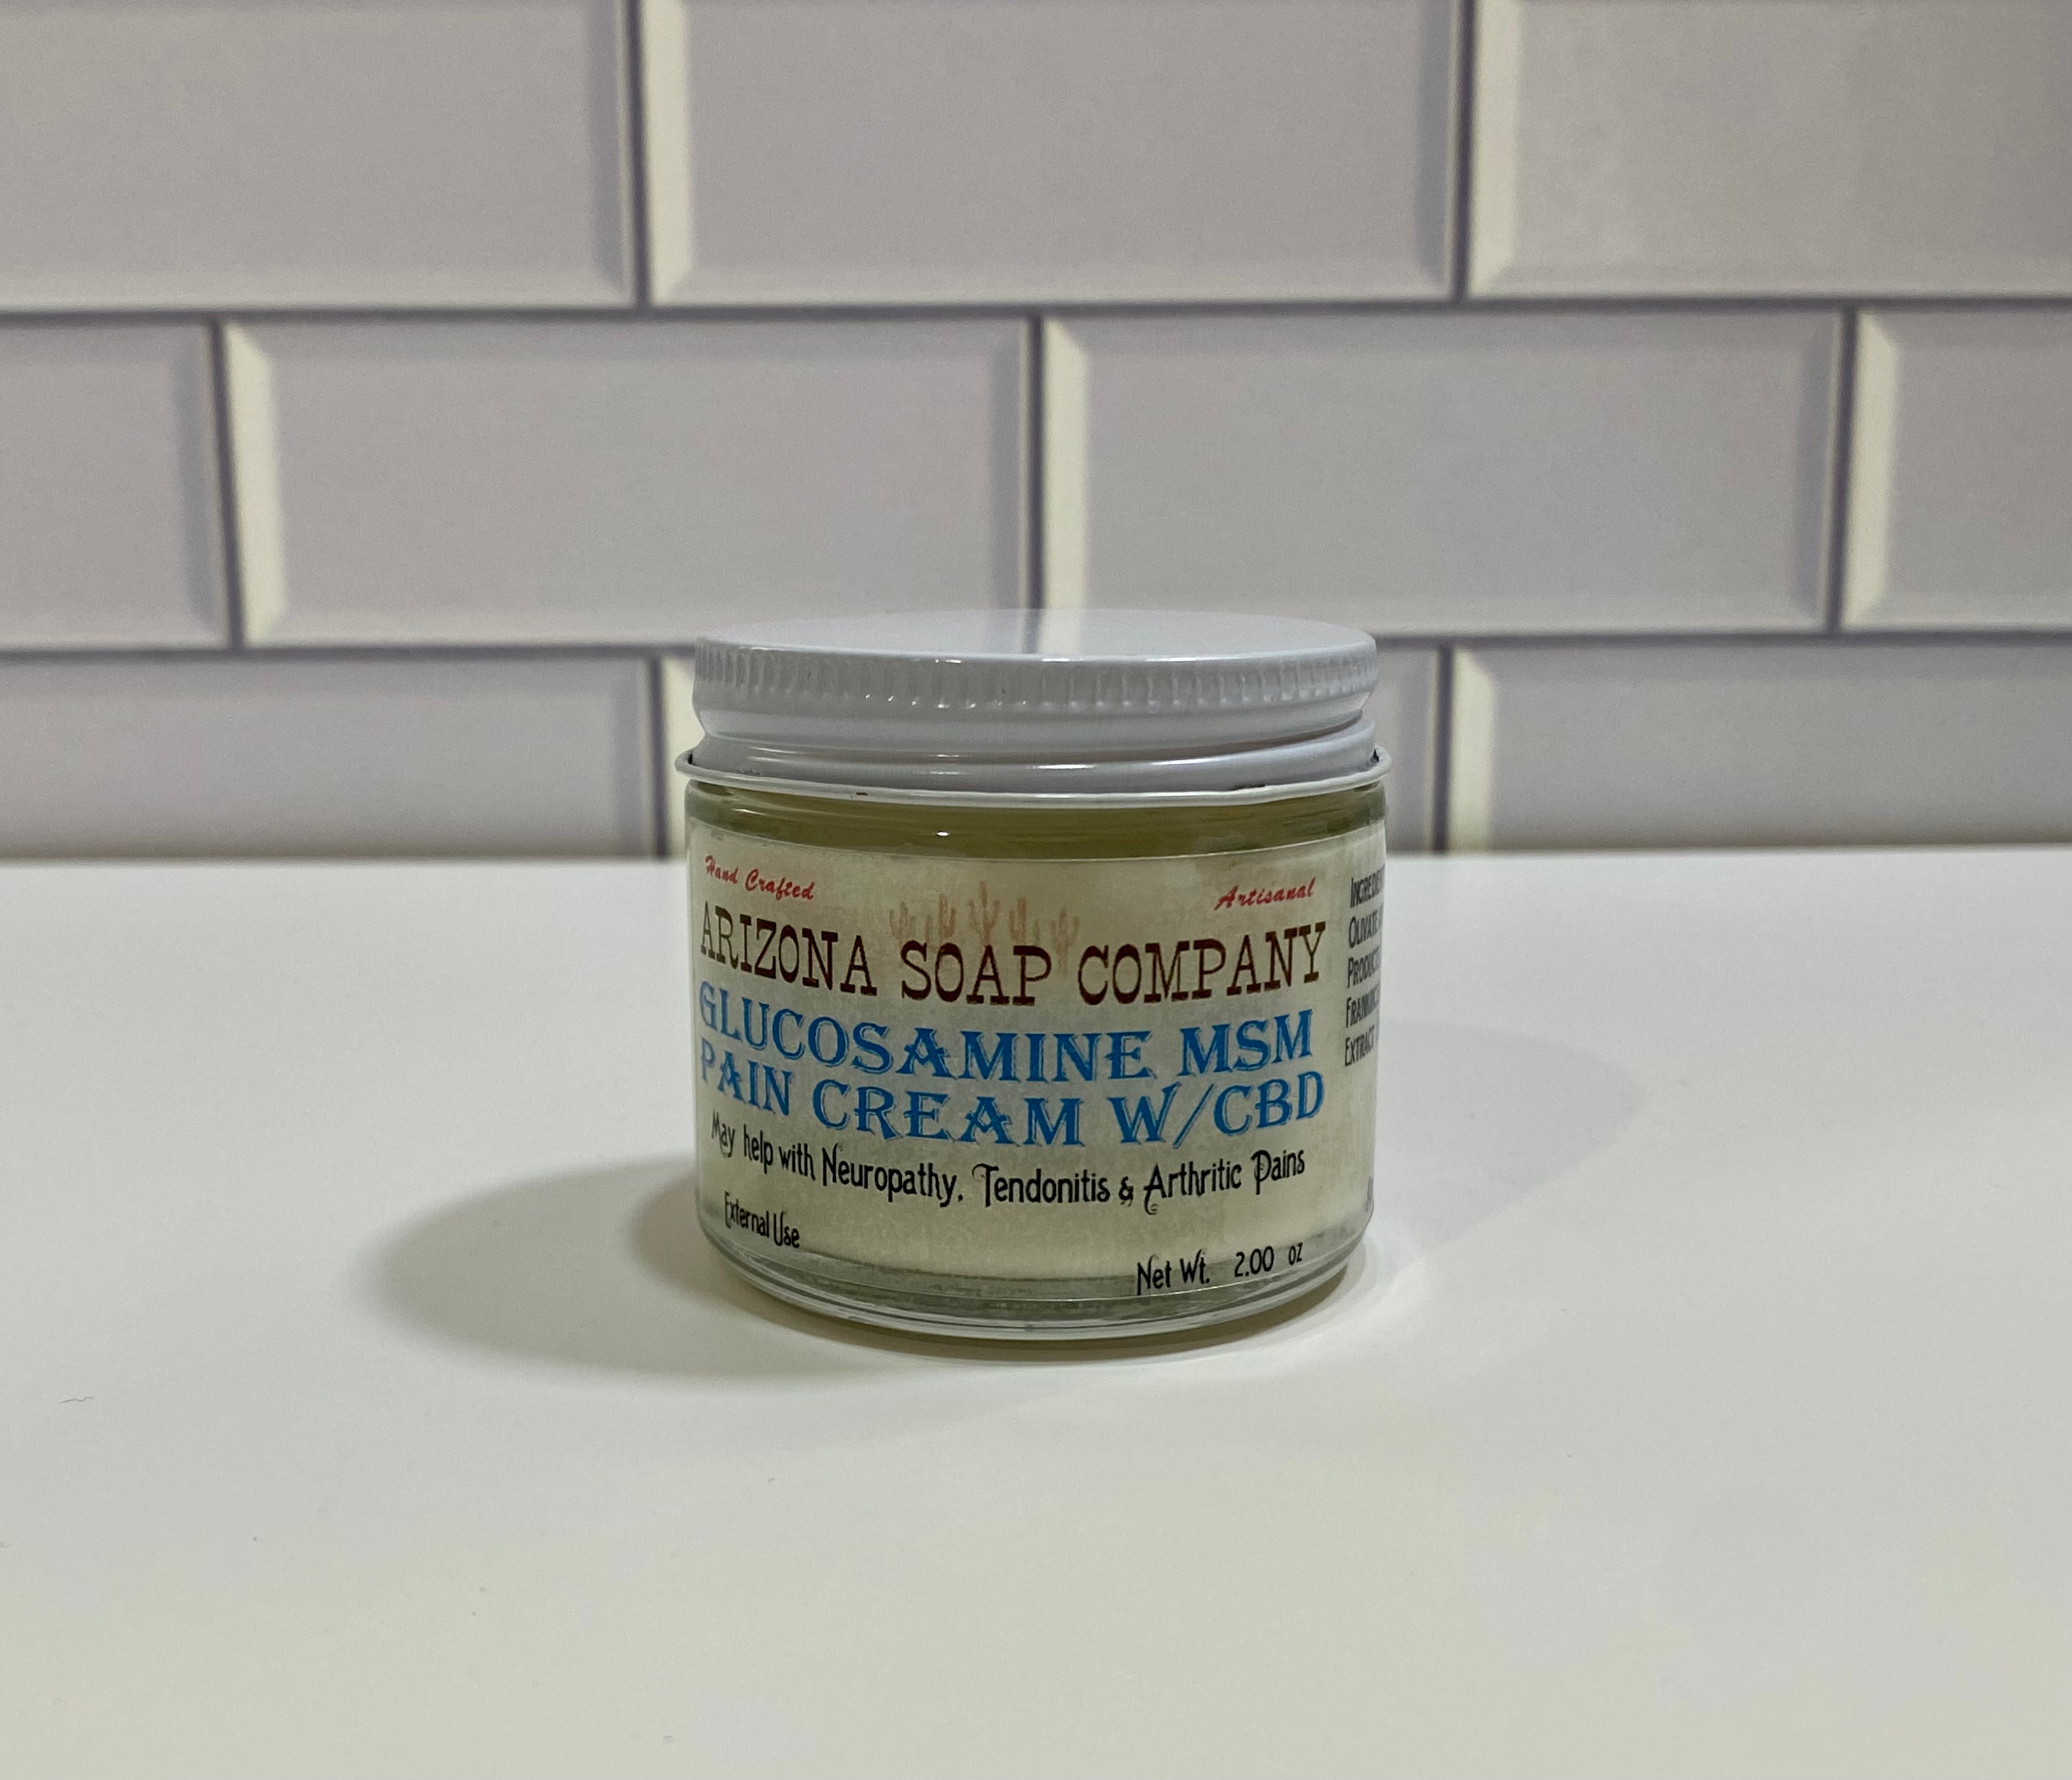 Hand Crafted
Artisanal
ARIZONA SOAP COMPANY
GLUCOSAMINE MSM
PAIN CREAM W/CBD
May help with Neuropathy, Tendonitis & Arthritic Pains
External Use
Net Wt. 2.00 oz
Extract